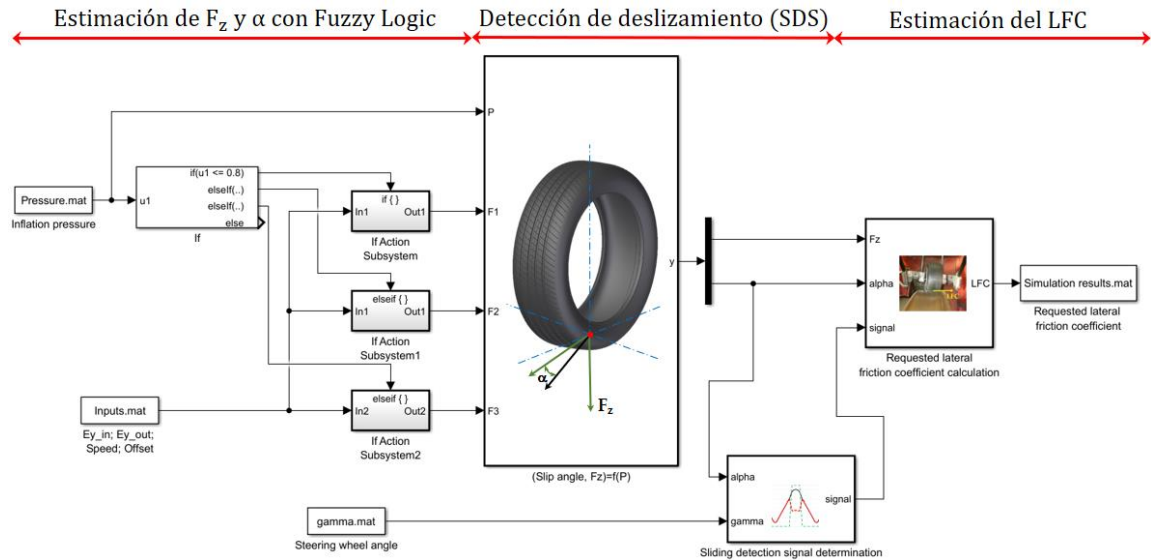 Estimación de Fz y α con Fuzzy Logic
Detección de deslizamiento (SDS)
Estimación del LFC
P
if(u1 <= 0.8)
elseif(..)
elseif(..)
else
u1
If
Pressure.mat
Inflation pressure
if { }
In1
Out1
If Action
Subsystem
F1
elseif { }
In1
Out1
If Action
Subsystem1
F2
elseif { }
In2
Out2
If Action
Subsystem2
F3
Inputs.mat
Ey_in; Ey_out;
Speed; Offset
α
Fz
y
(Slip angle, Fz)=f(P)
Fz
alpha
signal
LFC
LFC
Requested lateral
friction coefficient calculation
Simulation results.mat
Requested lateral
friction coefficient
gamma.mat
Steering wheel angle
alpha
gamma
signal
Sliding detection signal determination